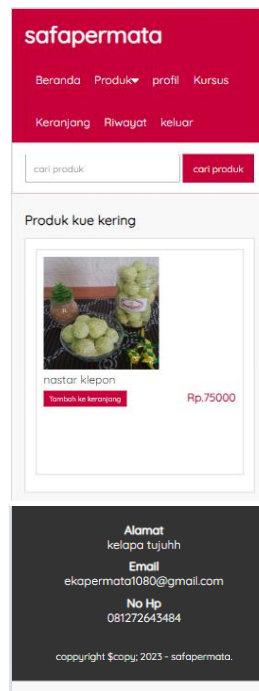 safapermata
Beranda Produk▾ profil Kursus
Keranjang Riwayat keluar
cari produk cari produk
Produk kue kering
nastar klepon
Tambah ke keranjang Rp.75000
Alamat
kelapa tujuhh
Email
ekapermata1080@gmail.com
No Hp
081272643484
coppyright $copy; 2023 - safapermata.